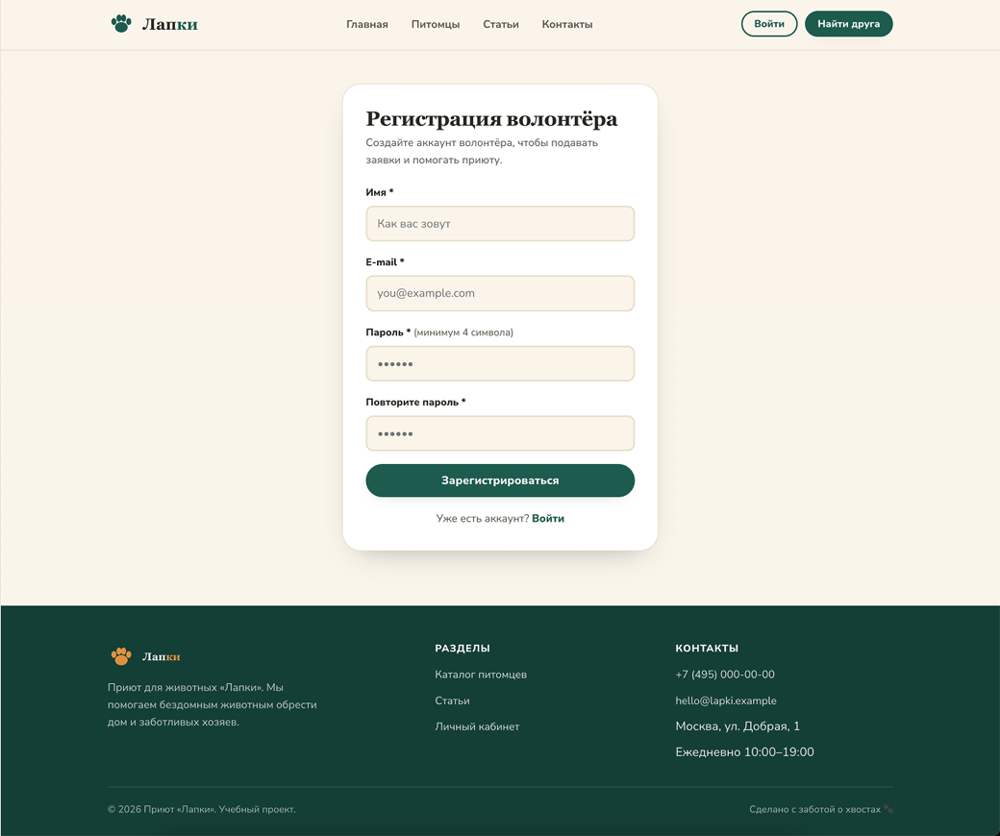 Лапки
Главная Питомцы Статьи Контакты
Войти Найти друга
Регистрация волонтёра
Создайте аккаунт волонтёра, чтобы подавать
заявки и помогать приюту.
Имя *
Как вас зовут
E-mail *
you@example.com
Пароль * (минимум 4 символа)
••••••
Повторите пароль *
••••••
Зарегистрироваться
Уже есть аккаунт? Войти
Лапки
Приют для животных «Лапки». Мы
помогаем бездомным животным обрести
дом и заботливых хозяев.
РАЗДЕЛЫ
Каталог питомцев
Статьи
Личный кабинет
КОНТАКТЫ
+7 (495) 000-00-00
hello@lapki.example
Москва, ул. Добрая, 1
Ежедневно 10:00–19:00
© 2026 Приют «Лапки». Учебный проект.
Сделано с заботой о хвостах 🐾